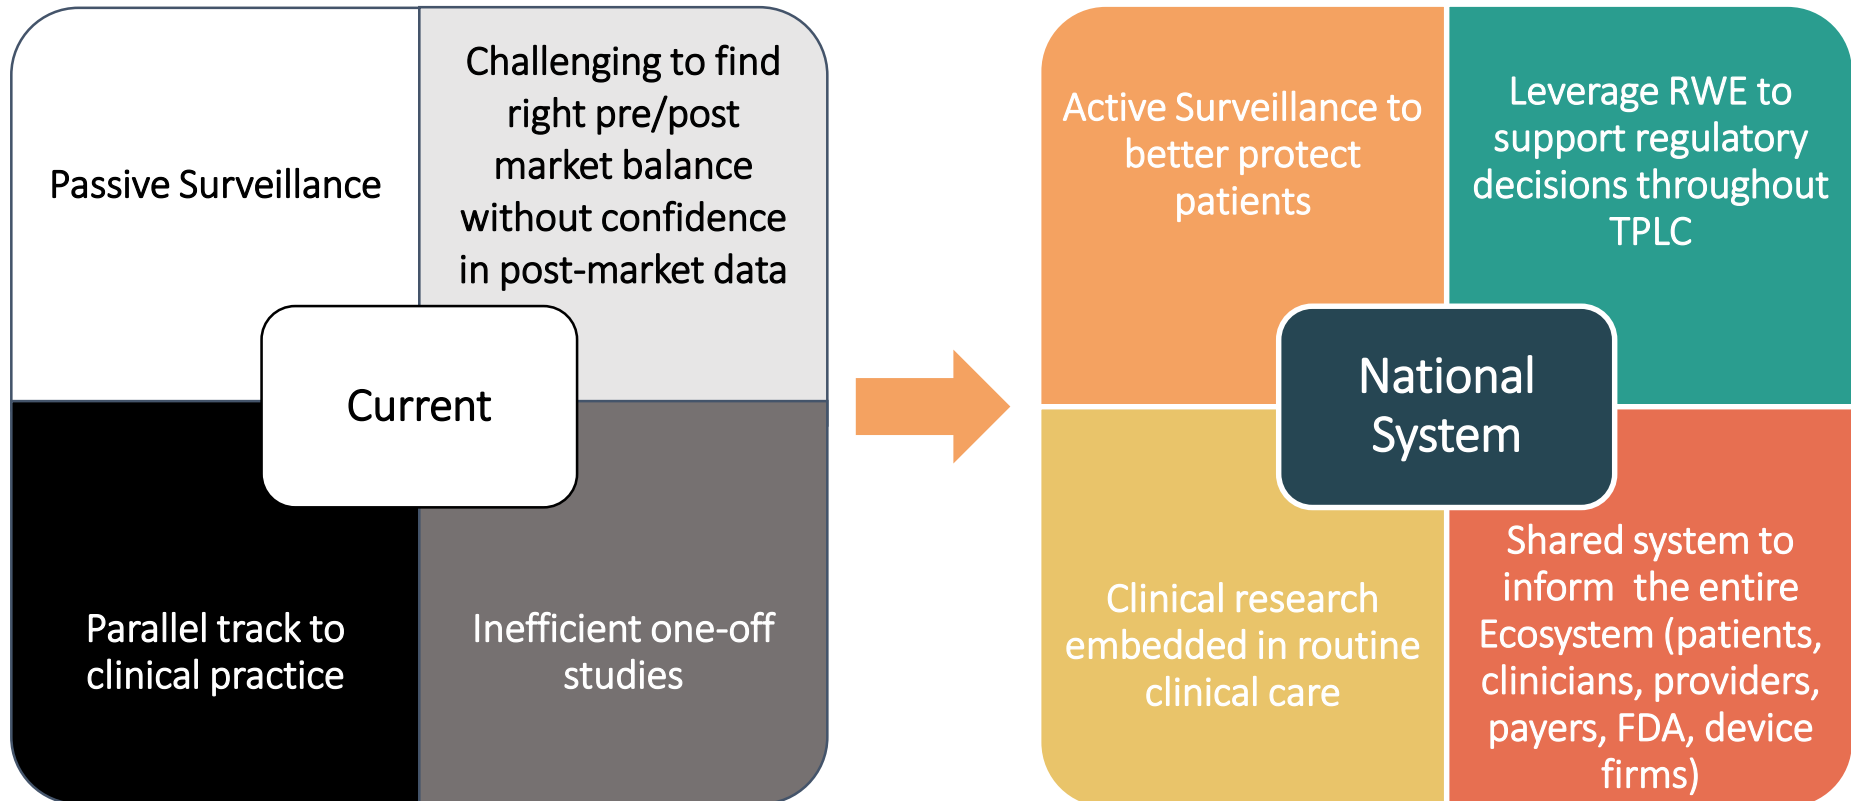 Passive Surveillance
Challenging to find
right pre/post
market balance
without confidence
in post-market data
Current
Parallel track to
clinical practice
Inefficient one-off
studies
Active Surveillance to
better protect
patients
Leverage RWE to
support regulatory
decisions throughout
TPLC
National
System
Clinical research
embedded in routine
clinical care
Shared system to
inform  the entire
Ecosystem (patients,
clinicians, providers,
payers, FDA, device
firms)